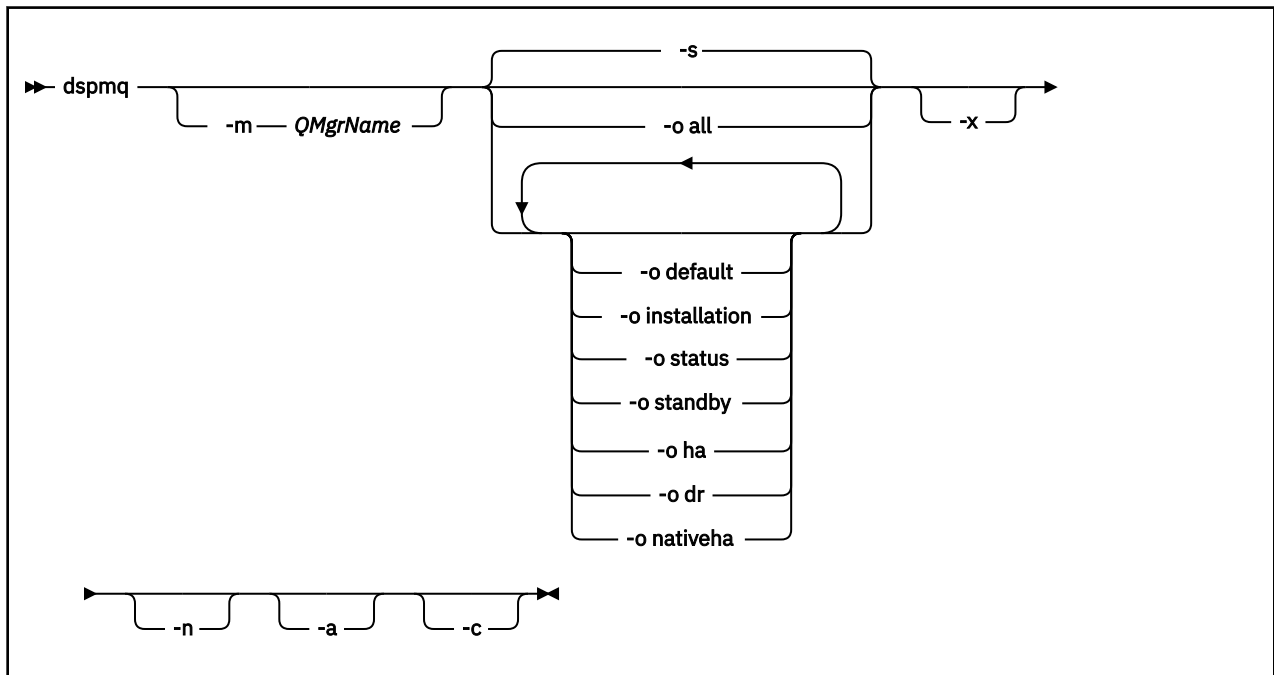 -s
dspmq
-m QMgrName
-o all
-x
-o default
-o installation
-o status
-o standby
-o ha
-o dr
-o nativeha
-n -a -c